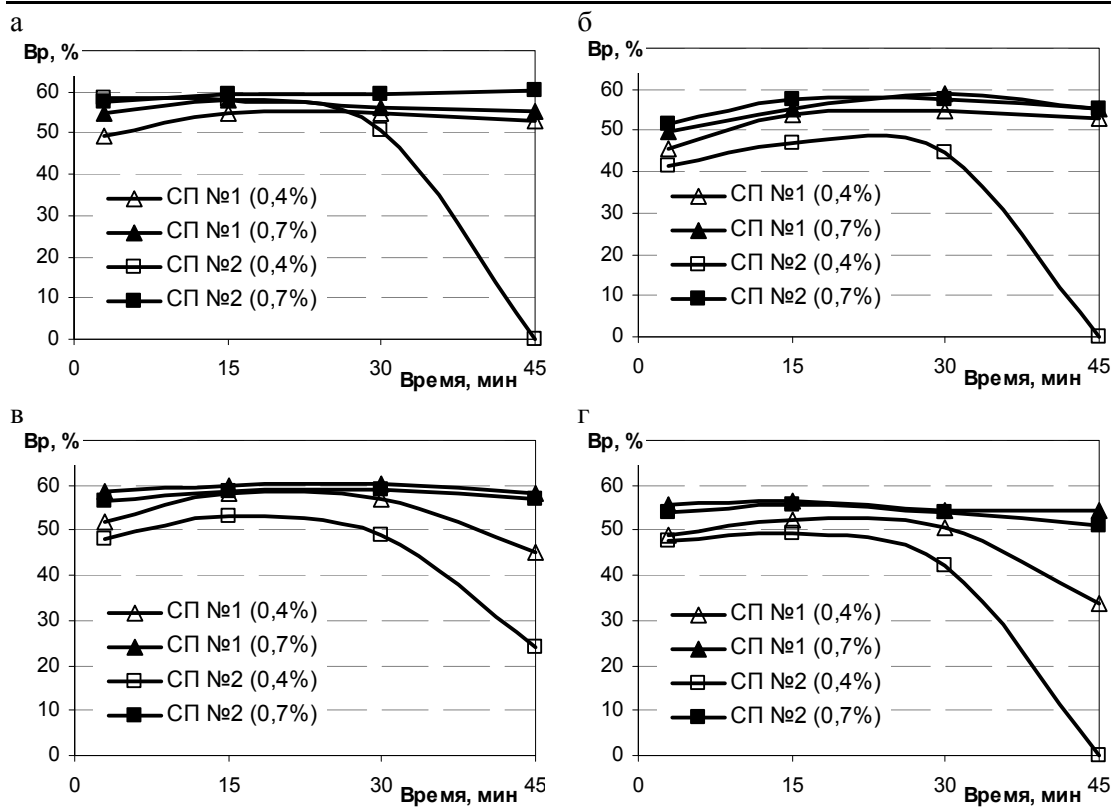 а
Вр, %
60
50
40
30
20
10
0
СП №1 (0,4%)
СП №1 (0,7%)
СП №2 (0,4%)
СП №2 (0,7%)
0 15 30 45
Время, мин
б
Вр, %
60
50
40
30
20
10
0
СП №1 (0,4%)
СП №1 (0,7%)
СП №2 (0,4%)
СП №2 (0,7%)
0 15 30 45
Время, мин
в
Вр, %
60
50
40
30
20
10
0
СП №1 (0,4%)
СП №1 (0,7%)
СП №2 (0,4%)
СП №2 (0,7%)
0 15 30 45
Время, мин
г
Вр, %
60
50
40
30
20
10
0
СП №1 (0,4%)
СП №1 (0,7%)
СП №2 (0,4%)
СП №2 (0,7%)
0 15 30 45
Время, мин